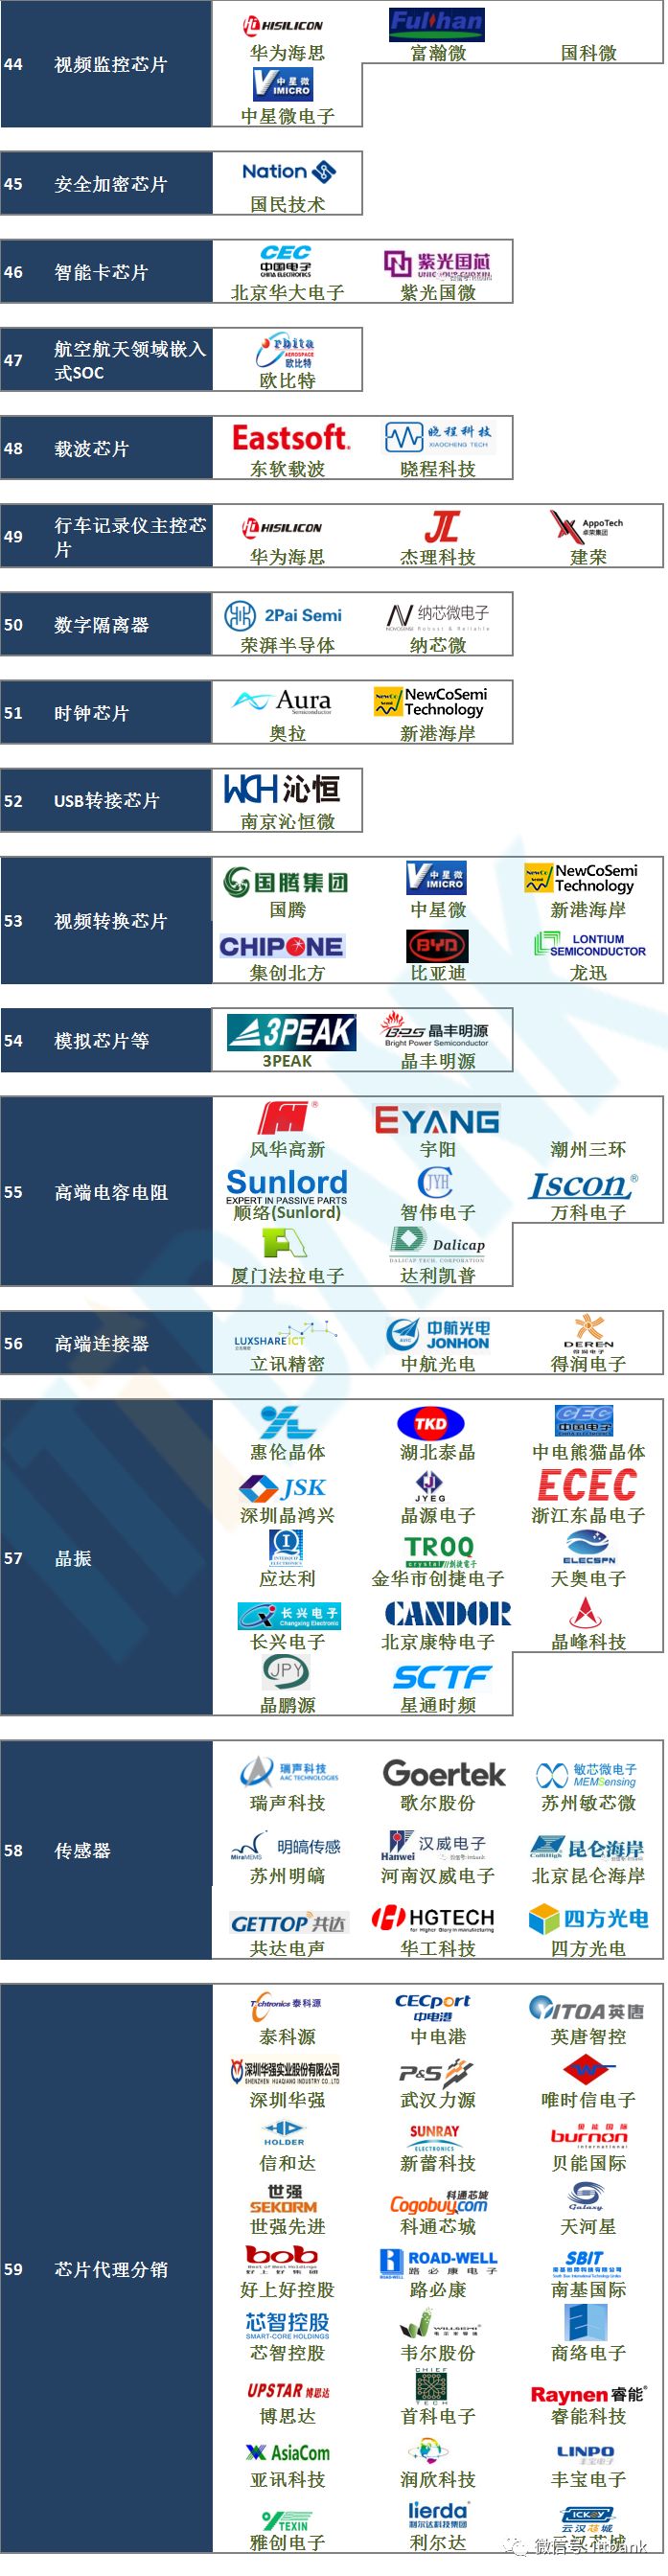 44 视频监控芯片
HISILICON
Fullhan
华为海思 富瀚微 国科微
中星微
VIMICRO
中星微电子
45 安全加密芯片
Nation
国民技术
46 智能卡芯片
CEC
中国电子
CHINA ELECTRONICS
紫光国芯
北京华大电子 紫光国微
47 航空航天领域嵌入
式SOC
Orbita
AEROSPACE
欧比特
欧比特
48 载波芯片
Eastsoft.
晓程科技
XIAOCHENG TECH
东软载波 晓程科技
49 行车记录仪主控芯
片
HISILICON
JL
AppoTech
卓荣集团
华为海思 杰理科技 建荣
50 数字隔离器
2Pai Semi
纳芯微电子
NOVOSENSE Robust & Reliable
荣湃半导体 纳芯微
51 时钟芯片
Aura
Semiconductor
NewCoSemi
Technology
奥拉 新港海岸
52 USB转接芯片
WCH 沁恒
南京沁恒微
53 视频转换芯片
国腾集团
中星微
VIMICRO
NewCoSemi
Technology
国腾 中星微 新港海岸
CHIPONE
BYD
LONTIUM
SEMICONDUCTOR
集创北方 比亚迪 龙迅
54 模拟芯片等
3PEAK
BPS 晶丰明源
Bright Power Semiconductor
3PEAK 晶丰明源
55 高端电容电阻
EYANG
风华高新 宇阳 潮州三环
Sunlord
EXPERT IN PASSIVE PARTS
JYH
Iscon
顺络(Sunlord) 智伟电子 万科电子
FA
Dalicap
DALICAP TECH. CORPORATION
厦门法拉电子 达利凯普
56 高端连接器
LUXSHARE ICT
中航光电
JONHON
DEREN
得润电子
立讯精密 中航光电 得润电子
57 晶振
TKD
CEC
中国电子
惠伦晶体 湖北泰晶 中电熊猫晶体
JSK
JYEG
ECEC
深圳晶鸿兴 晶源电子 浙江东晶电子
TROQ
crystal 创捷电子
ELECSPN
应达利 金华市创捷电子 天奥电子
长兴电子
Changxing Electronic
CANDOR
长兴电子 北京康特电子 晶峰科技
JPY
SCTF
晶鹏源 星通时频
58 传感器
瑞声科技
AAC TECHNOLOGIES
Goertek
敏芯微电子
MEMSensing
瑞声科技 歌尔股份 苏州敏芯微
MiraMEMS 明皜传感
Hanwei 汉威电子
昆仑海岸
苏州明皜 河南汉威电子 北京昆仑海岸
GETTOP 共达
HGTECH
For Higher Glory in manufacturing
四方光电
共达电声 华工科技 四方光电
59 芯片代理分销
Techtronics 泰科源
CECport
中电港
YITOA 英唐
泰科源 中电港 英唐智控
深圳华强实业股份有限公司
SHENZHEN HUAQIANG INDUSTRY CO.,LTD
P&S
深圳华强 武汉力源 唯时信电子
HOLDER
SUNRAY
ELECTRONICS
贝能国际
burnon
international
信和达 新蕾科技 贝能国际
世强
SEKORM
科通芯城
Cogobuy.com
Galaxy
世强先进 科通芯城 天河星
bob
好上好集团
ROAD-WELL
路必康电子
SBIT
好上好控股 路必康 南基国际
芯智控股
SMART-CORE HOLDINGS
WILLSEMI
芯智控股 韦尔股份 商络电子
UPSTAR 博思达
CHIEF
TECH
Raynen 睿能
博思达 首科电子 睿能科技
AsiaCom
LINPO
丰宝电子
亚讯科技 润欣科技 丰宝电子
TEXIN
lierda
利尔达科技集团
ICKEY
云汉芯城
雅创电子 利尔达
微信号: ittbank